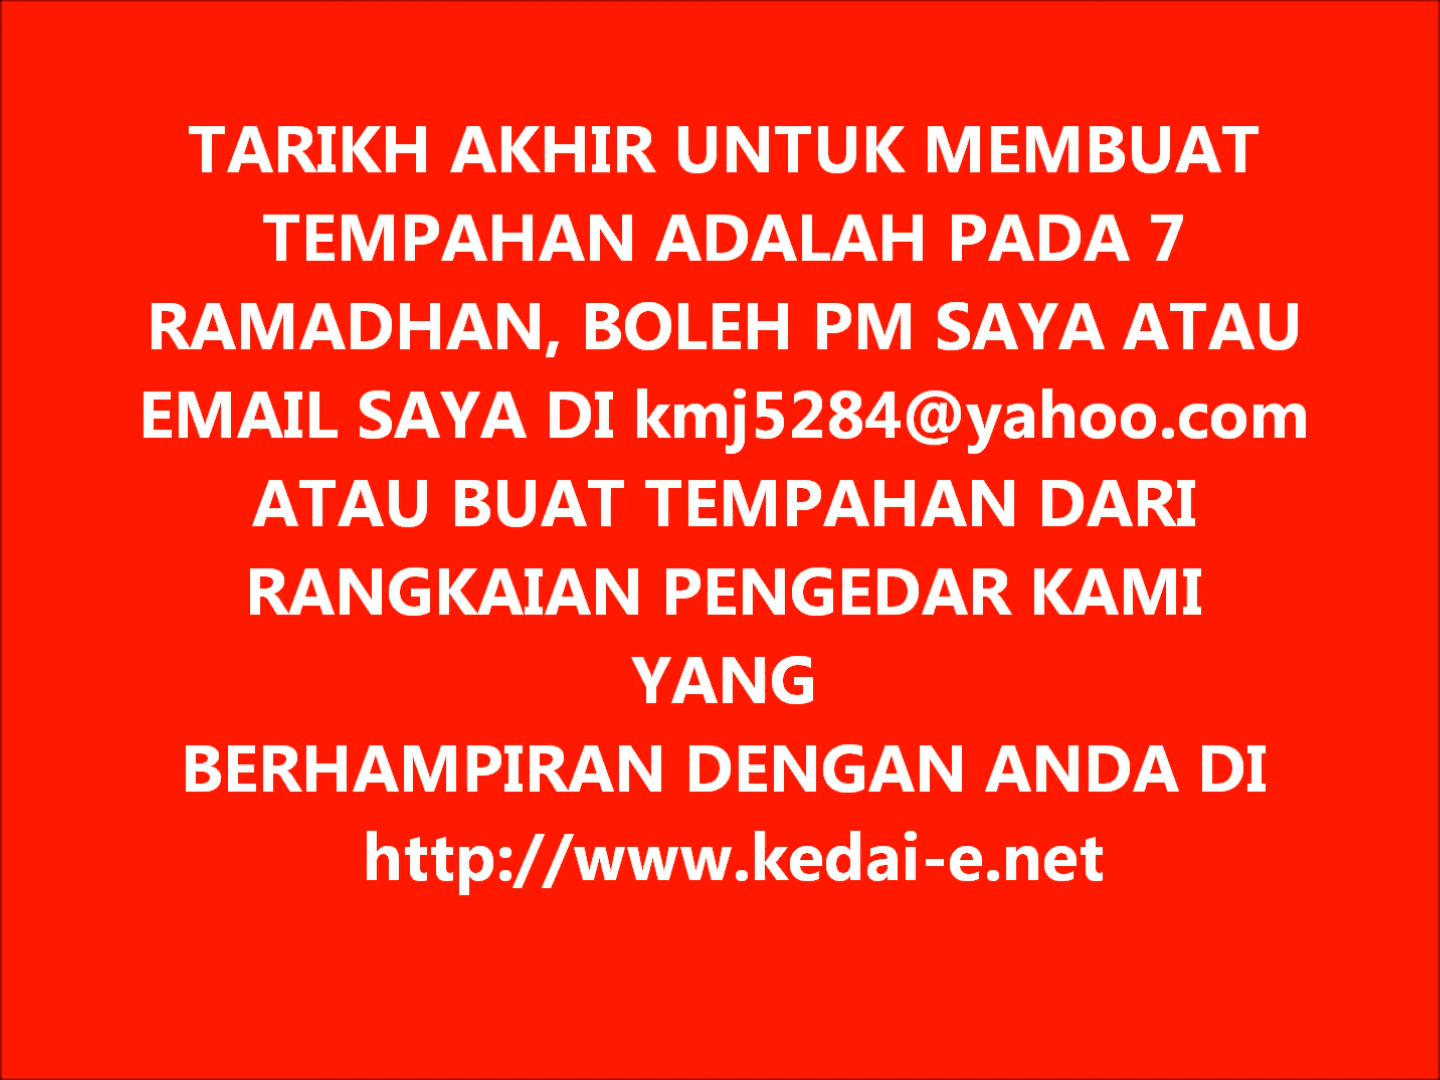 TARIKH AKHIR UNTUK MEMBUAT
TEMPAHAN ADALAH PADA 7
RAMADHAN, BOLEH PM SAYA ATAU
EMAIL SAYA DI kmj5284@yahoo.com
ATAU BUAT TEMPAHAN DARI
RANGKAIAN PENGEDAR KAMI
YANG
BERHAMPIRAN DENGAN ANDA DI
http://www.kedai-e.net